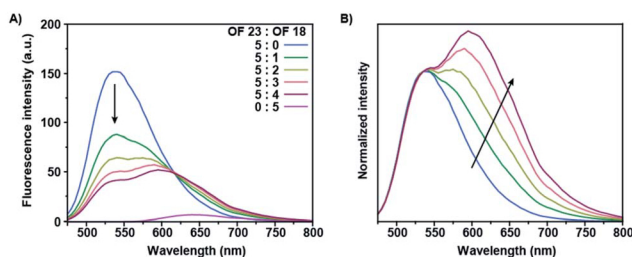 A)
OF 23 : OF 18
5 : 0
5 : 1
5 : 2
5 : 3
5 : 4
0 : 5
Fluorescence intensity (a.u.)
200
150
100
50
0
500 550 600 650 700 750 800
Wavelength (nm)
B)
Normalized intensity
500 550 600 650 700 750 800
Wavelength (nm)